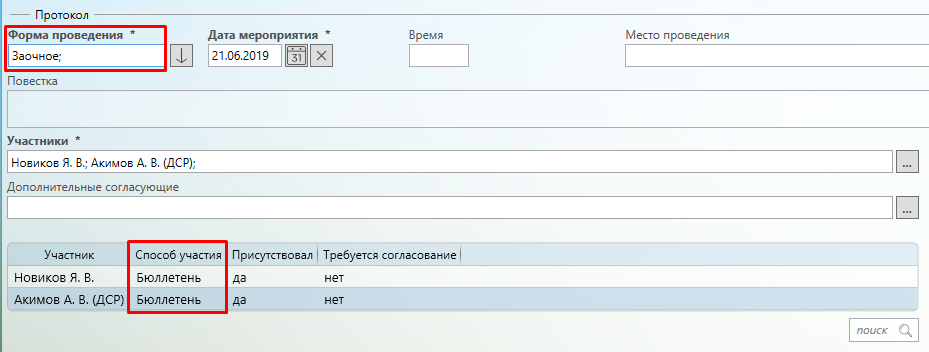 Протокол
Форма проведения * Дата мероприятия * Время Место проведения
Заочное; 21.06.2019 31
Повестка
Участники *
Новиков Я. В.; Акимов А. В. (ДСР); ...
Дополнительные согласующие
...
Участник Способ участия Присутствовал Требуется согласование
Новиков Я. В. Бюллетень да нет
Акимов А. В. (ДСР) Бюллетень да нет
поиск